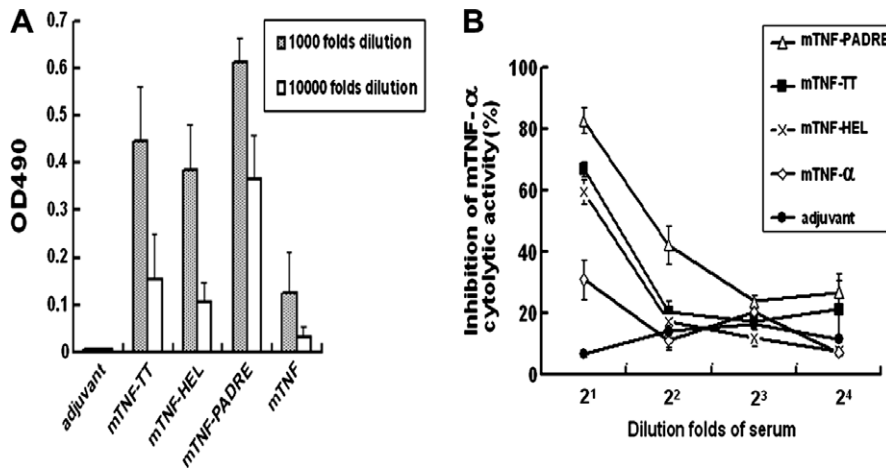 A
1000 folds dilution
10000 folds dilution
OD490
0.7
0.6
0.5
0.4
0.3
0.2
0.1
0
adjuvant
mTNF-TT
mTNF-HEL
mTNF-PADRE
mTNF
B
mTNF-PADRE
mTNF-TT
mTNF-HEL
mTNF-α
adjuvant
Inhibition of mTNF-α
cytolytic activity(%)
100
80
60
40
20
0
2¹
2²
2³
2⁴
Dilution folds of serum